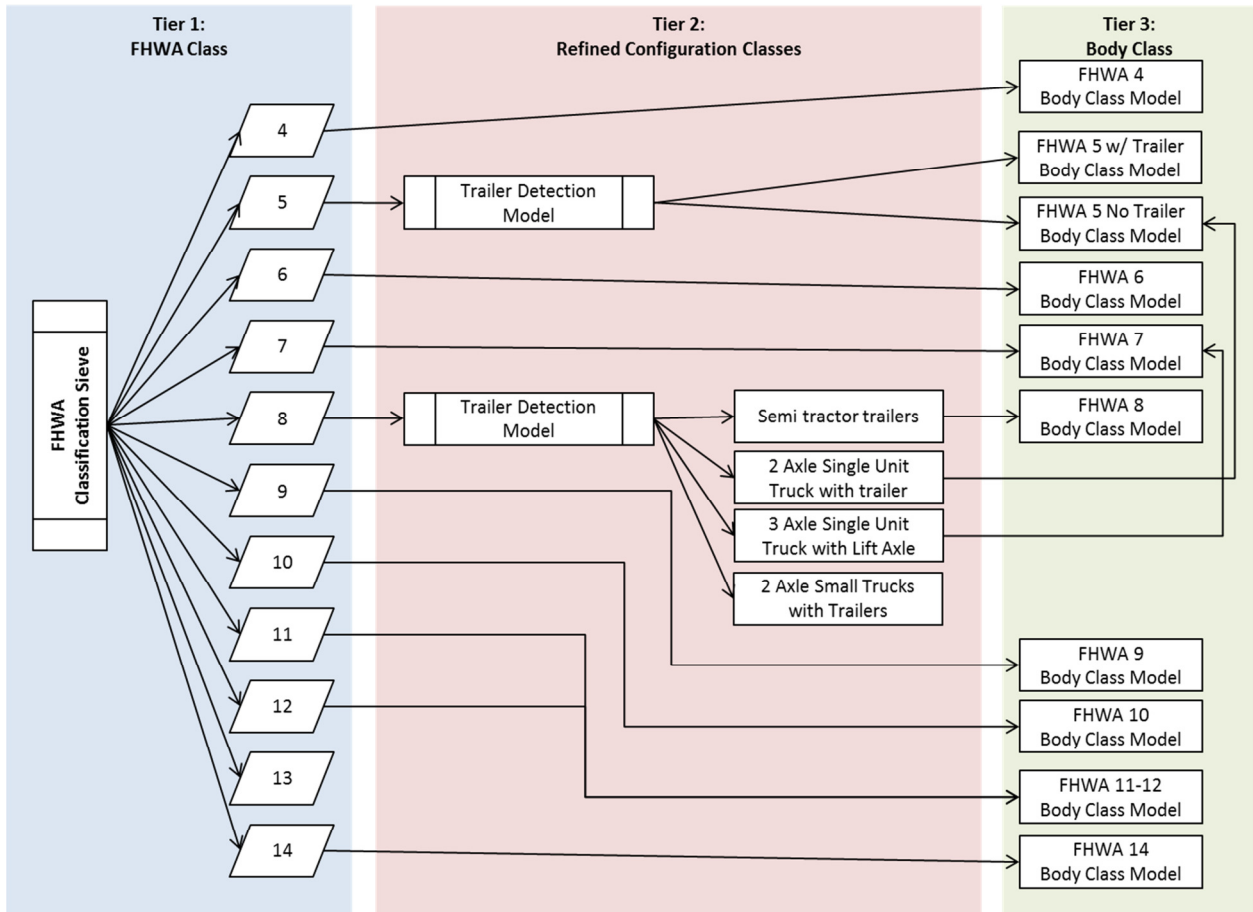 Tier 1:
FHWA Class
Tier 2:
Refined Configuration Classes
Tier 3:
Body Class
FHWA
Classification Sieve
4
5
6
7
8
9
10
11
12
13
14
Trailer Detection
Model
Trailer Detection
Model
Semi tractor trailers
2 Axle Single Unit
Truck with trailer
3 Axle Single Unit
Truck with Lift Axle
2 Axle Small Trucks
with Trailers
FHWA 4
Body Class Model
FHWA 5 w/ Trailer
Body Class Model
FHWA 5 No Trailer
Body Class Model
FHWA 6
Body Class Model
FHWA 7
Body Class Model
FHWA 8
Body Class Model
FHWA 9
Body Class Model
FHWA 10
Body Class Model
FHWA 11-12
Body Class Model
FHWA 14
Body Class Model